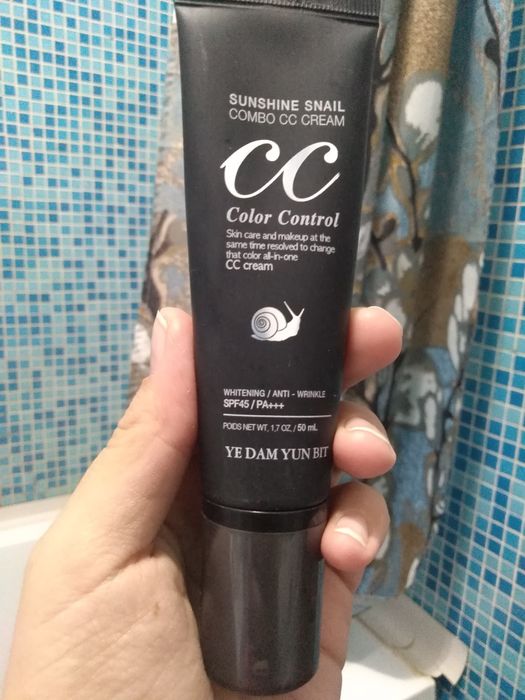 SUNSHINE SNAIL
COMBO CC CREAM
CC
Color Control
Skin care and makeup at the
same time resolved to change
that color all-in-one
CC cream
WHITENING / ANTI - WRINKLE
SPF45 / PA+++
POIDS NET WT, 1,7 OZ, / 50 mL
YE DAM YUN BIT